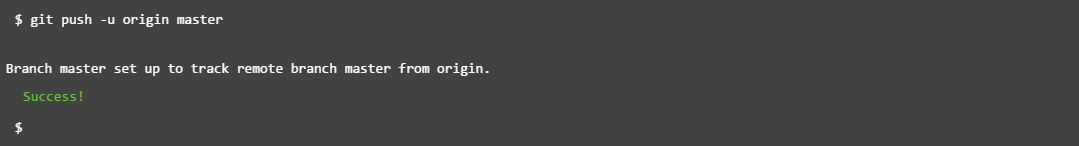 $ git push -u origin master
Branch master set up to track remote branch master from origin.
Success!
$